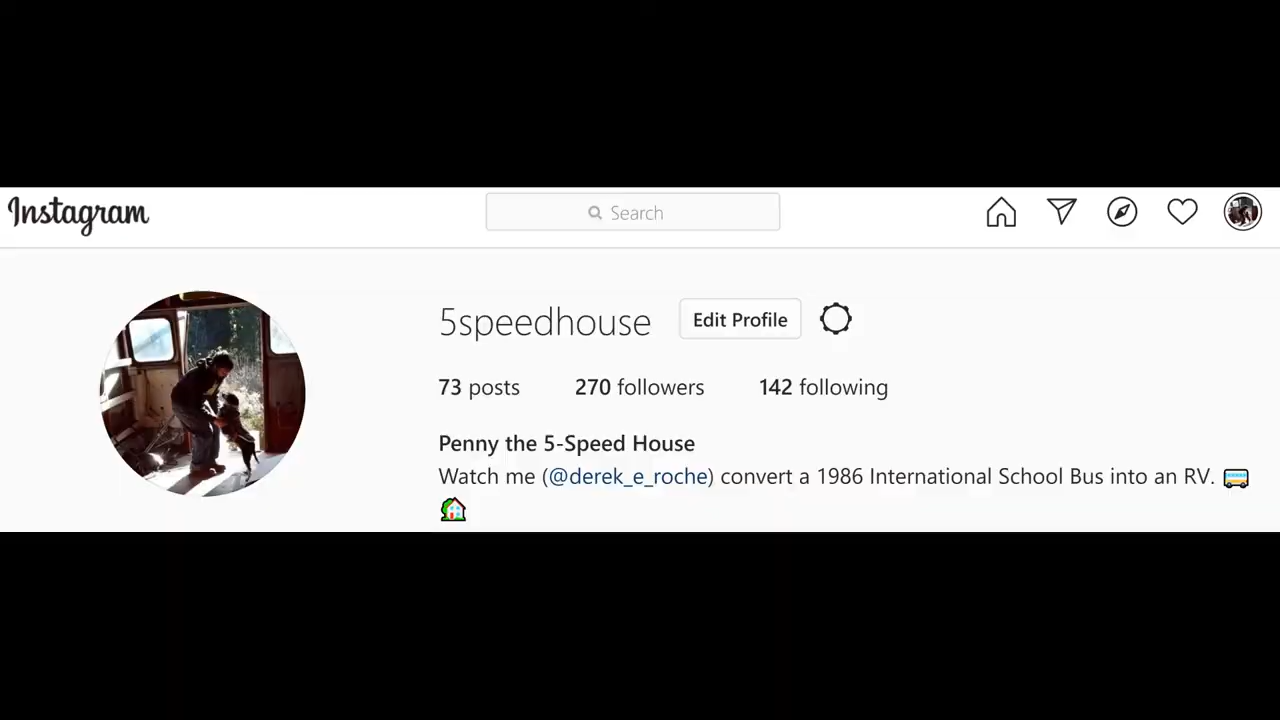 Instagram
Search
5speedhouse Edit Profile
73 posts 270 followers 142 following
Penny the 5-Speed House
Watch me (@derek_e_roche) convert a 1986 International School Bus into an RV. 🚌
🏡